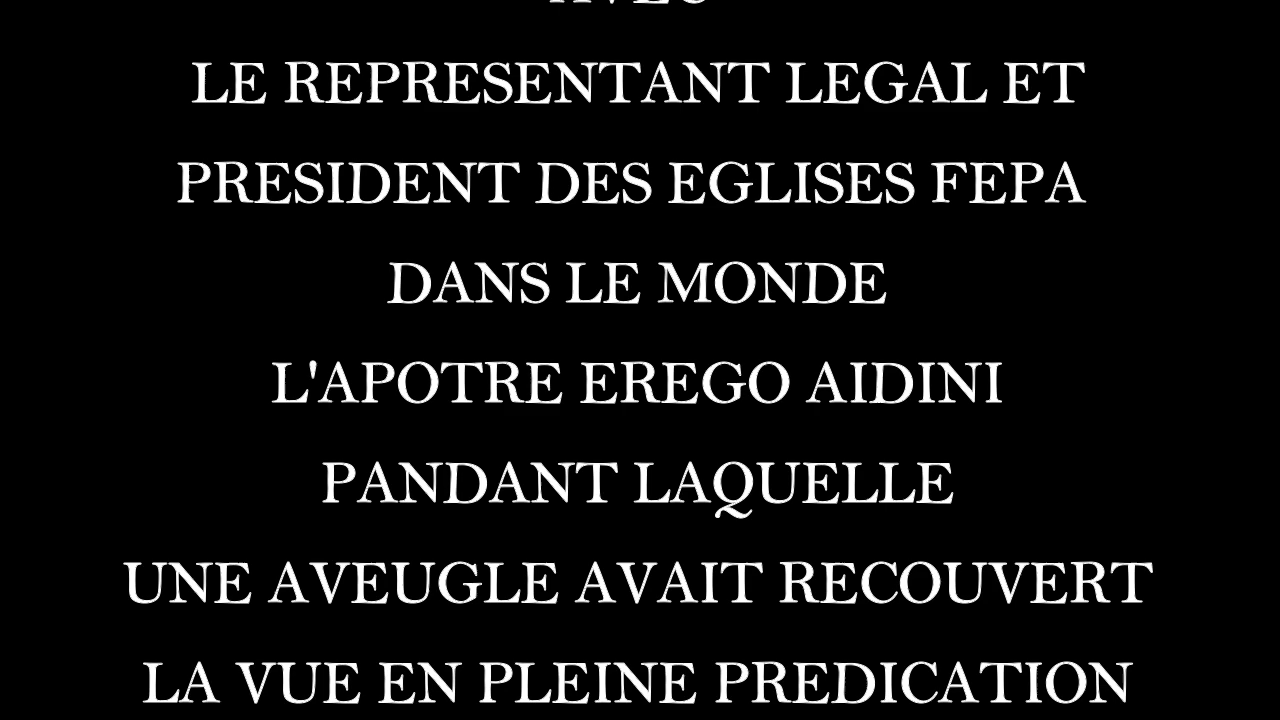 AVEC
LE REPRESENTANT LEGAL ET
PRESIDENT DES EGLISES FEPA
DANS LE MONDE
L'APOTRE EREGO AIDINI
PANDANT LAQUELLE
UNE AVEUGLE AVAIT RECOUVERT
LA VUE EN PLEINE PREDICATION